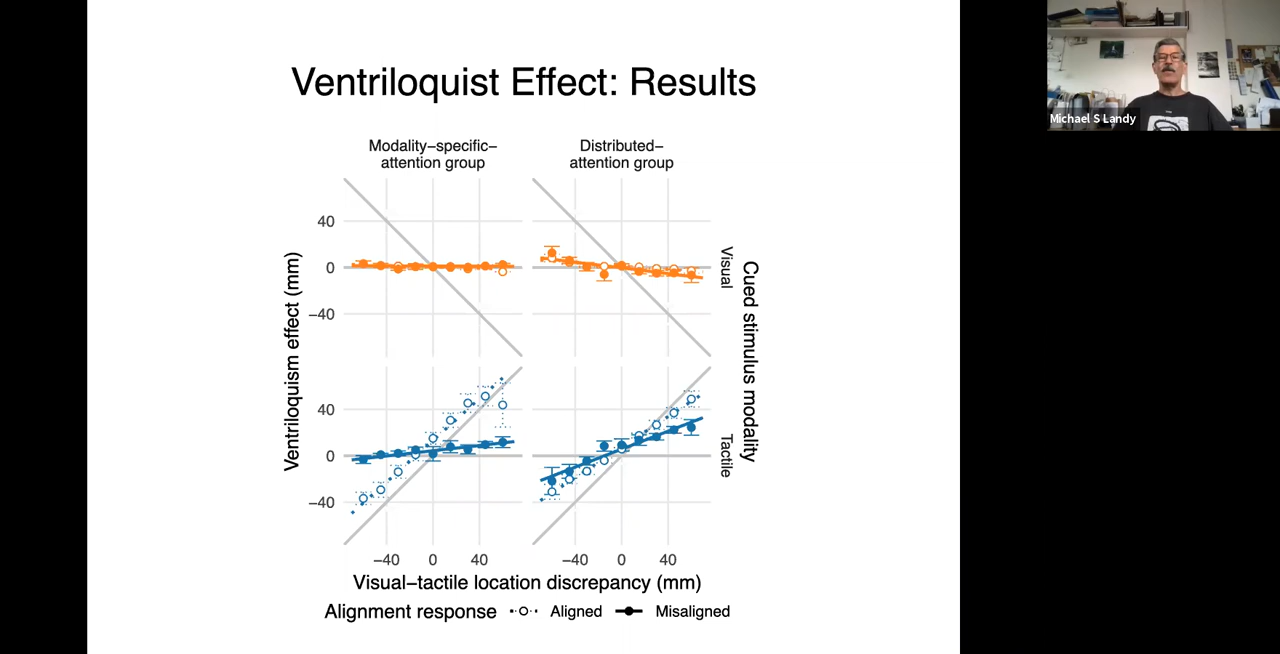 Ventriloquist Effect: Results
Michael S Landy
Modality−specific−
attention group
Distributed−
attention group
Ventriloquism effect (mm)
40
0
−40
40
0
−40
Visual
Tactile
Cued stimulus modality
−40 0 40
−40 0 40
Visual−tactile location discrepancy (mm)
Alignment response Aligned Misaligned